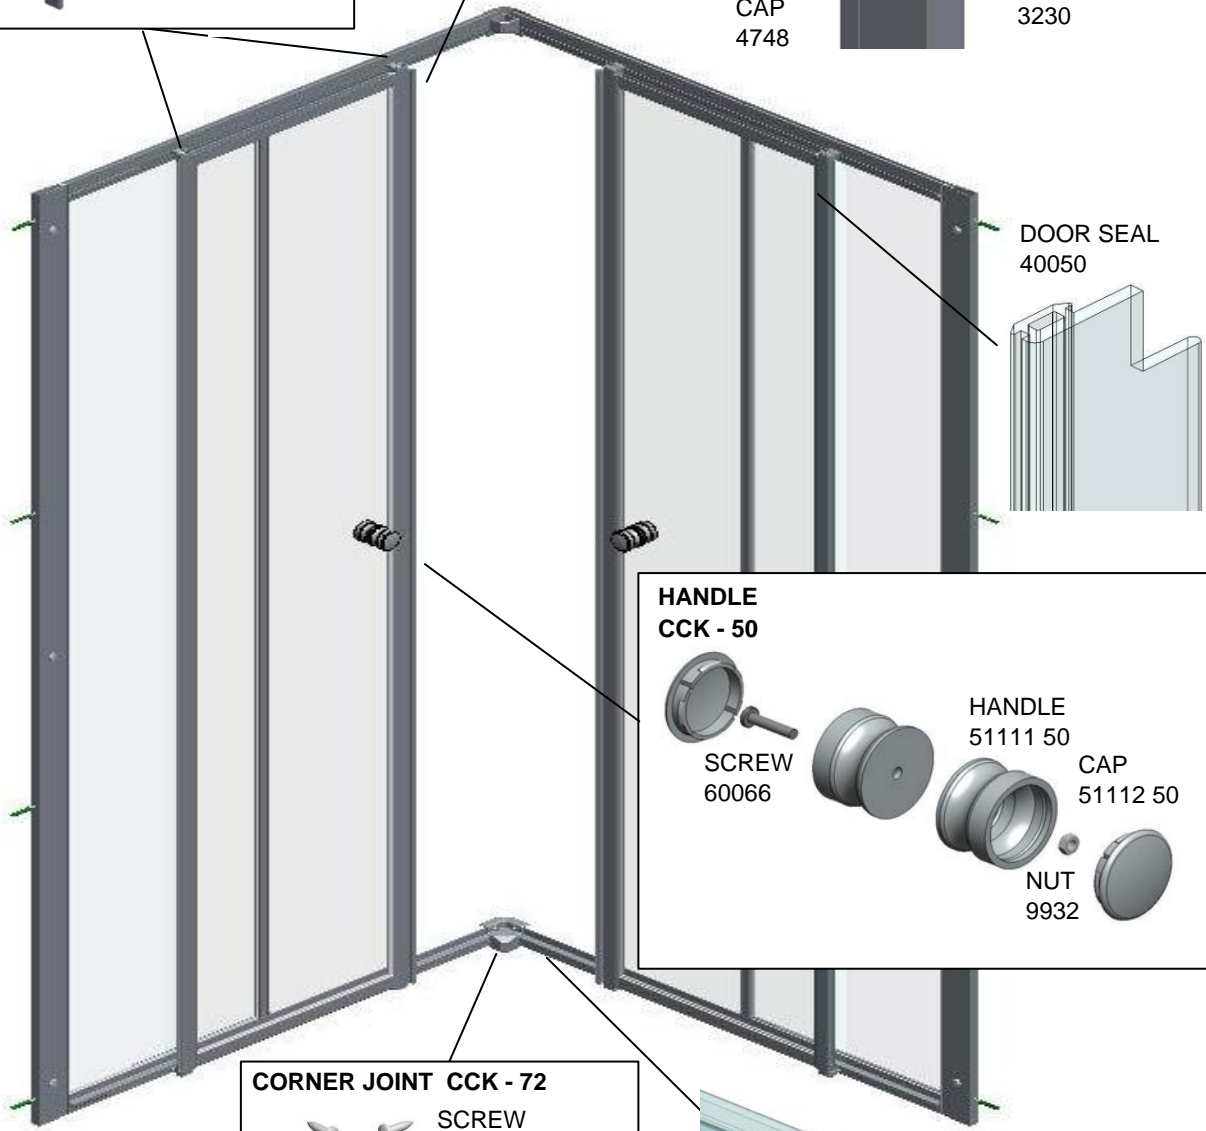 CAP
4748
3230
DOOR SEAL
40050
HANDLE
CCK - 50
SCREW
60066
HANDLE
51111 50
CAP
51112 50
NUT
9932
CORNER JOINT CCK - 72
SCREW